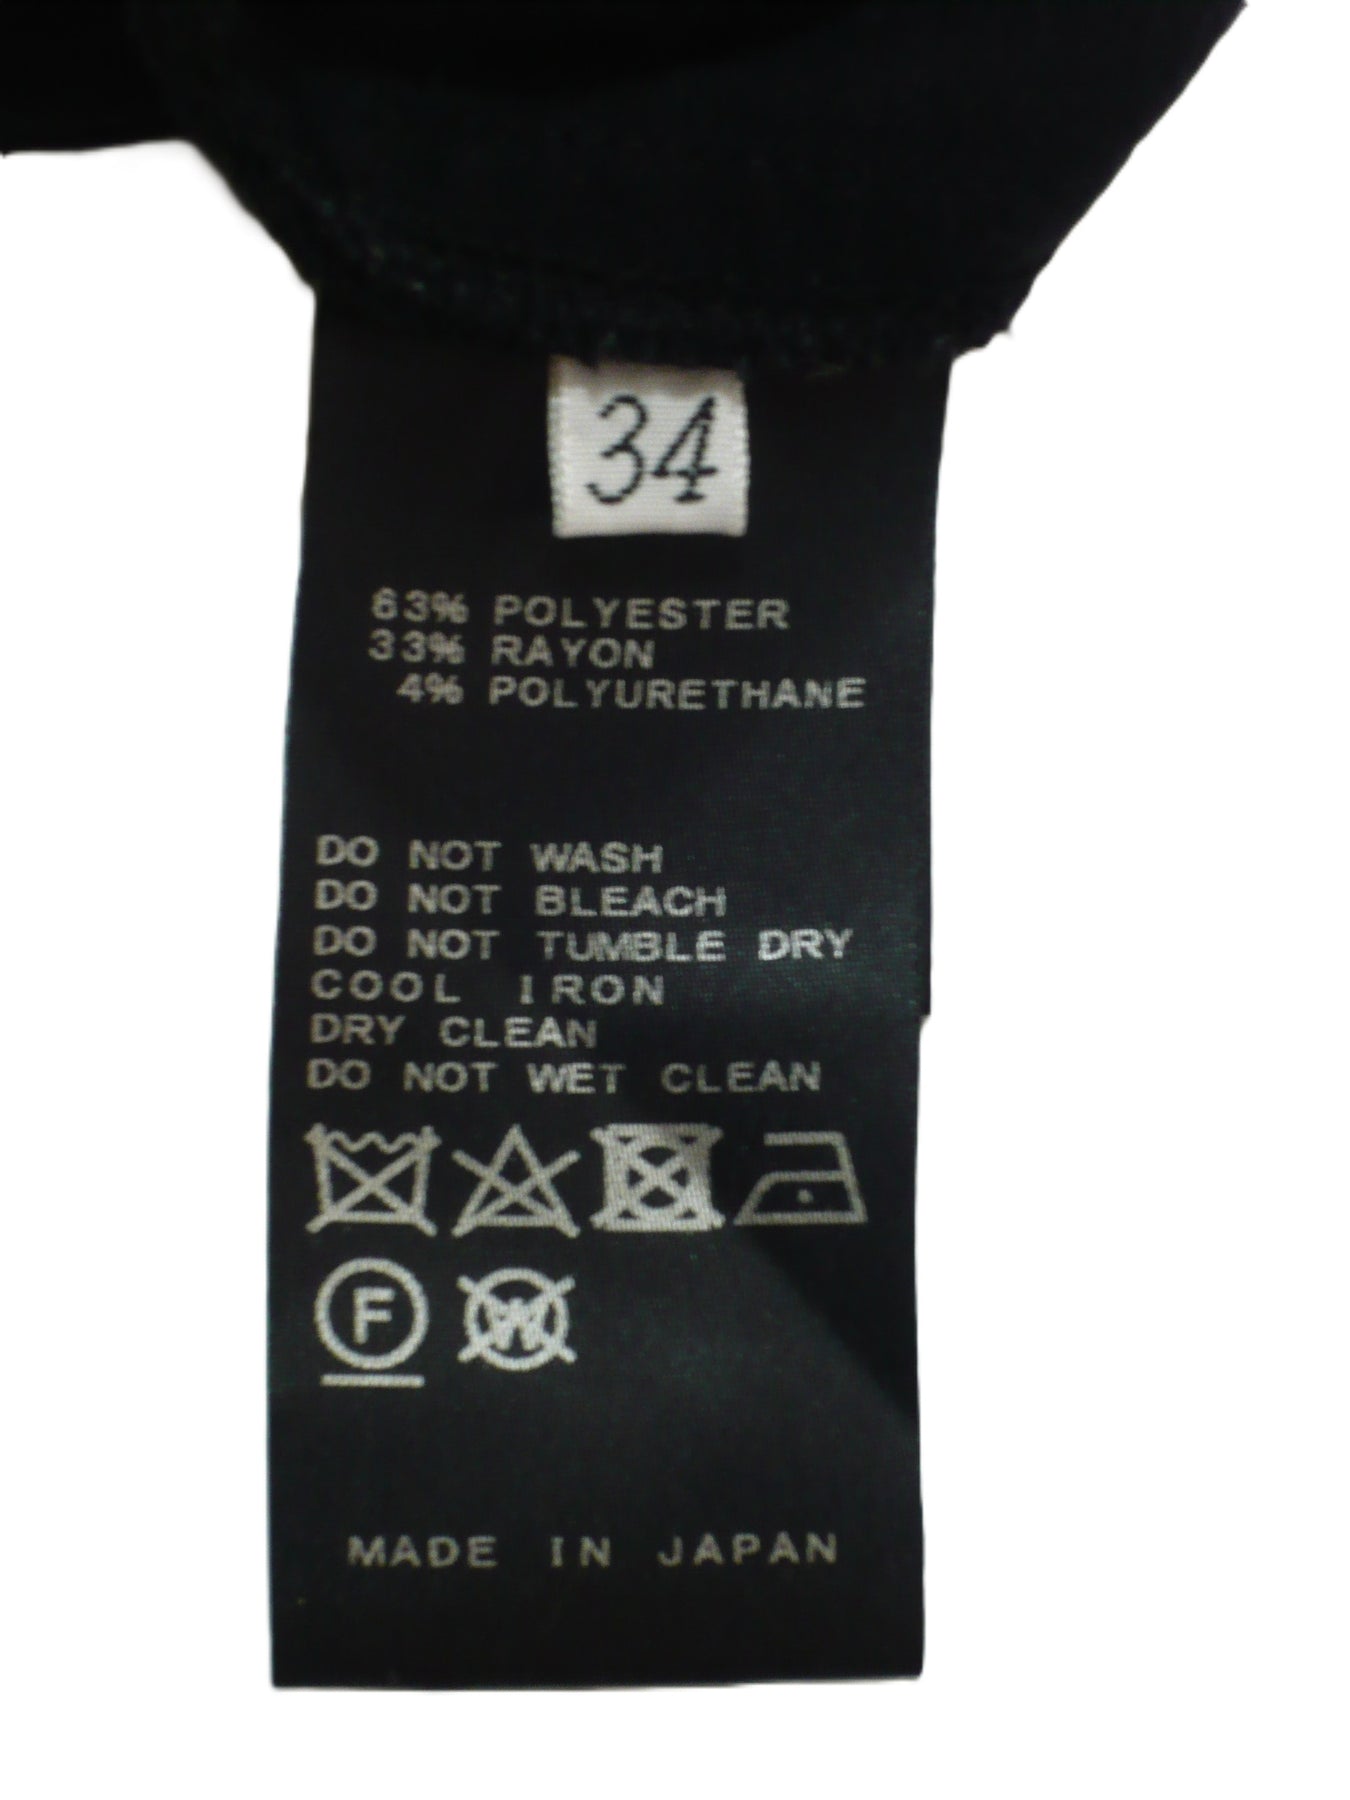 34
63% POLYESTER
33% RAYON
4% POLYURETHANE
DO NOT WASH
DO NOT BLEACH
DO NOT TUMBLE DRY
COOL IRON
DRY CLEAN
DO NOT WET CLEAN
F W
MADE IN JAPAN